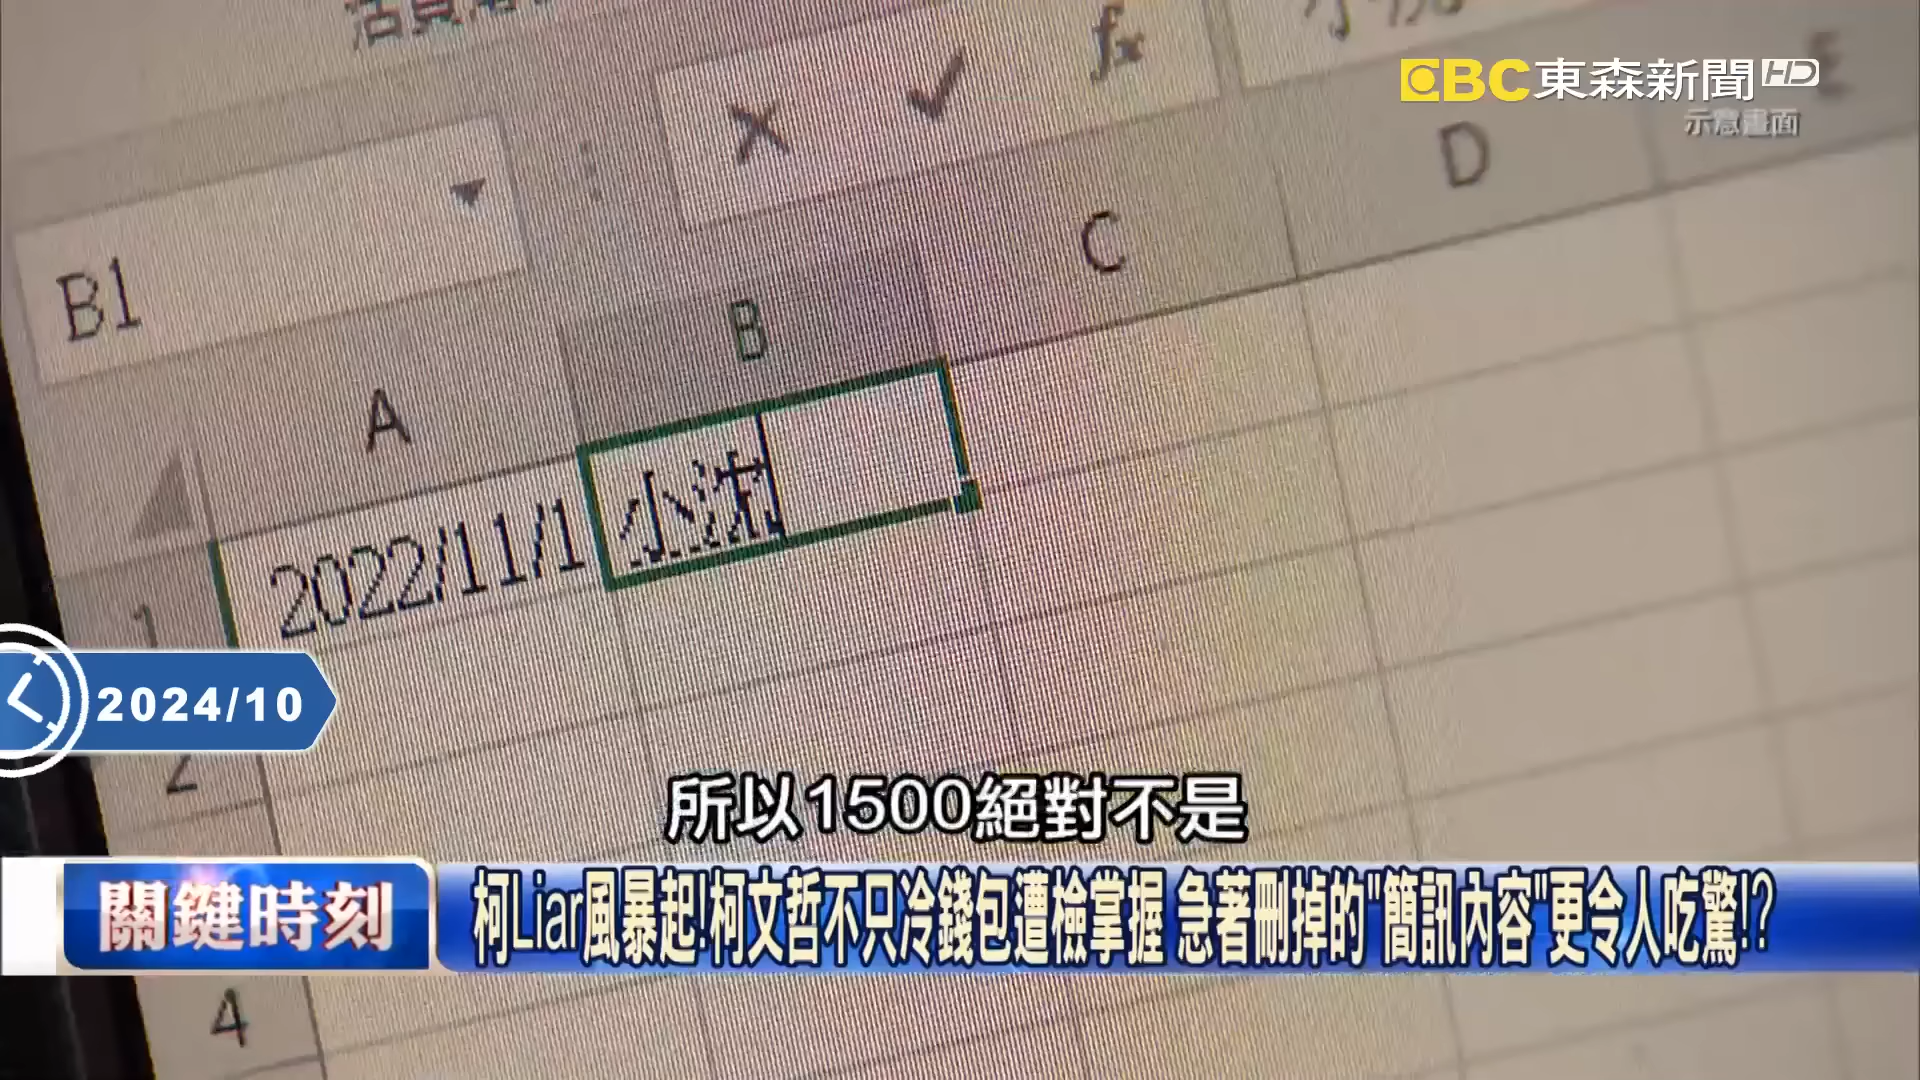 EBC東森新聞HD
示意畫面
fx
B1
A
B
C
D
E
1
2022/11/1
小沈
2
4
2024/10
所以1500絕對不是
關鍵時刻
柯Liar風暴起!柯文哲不只冷錢包遭檢掌握 急著刪掉的"簡訊內容"更令人吃驚!?